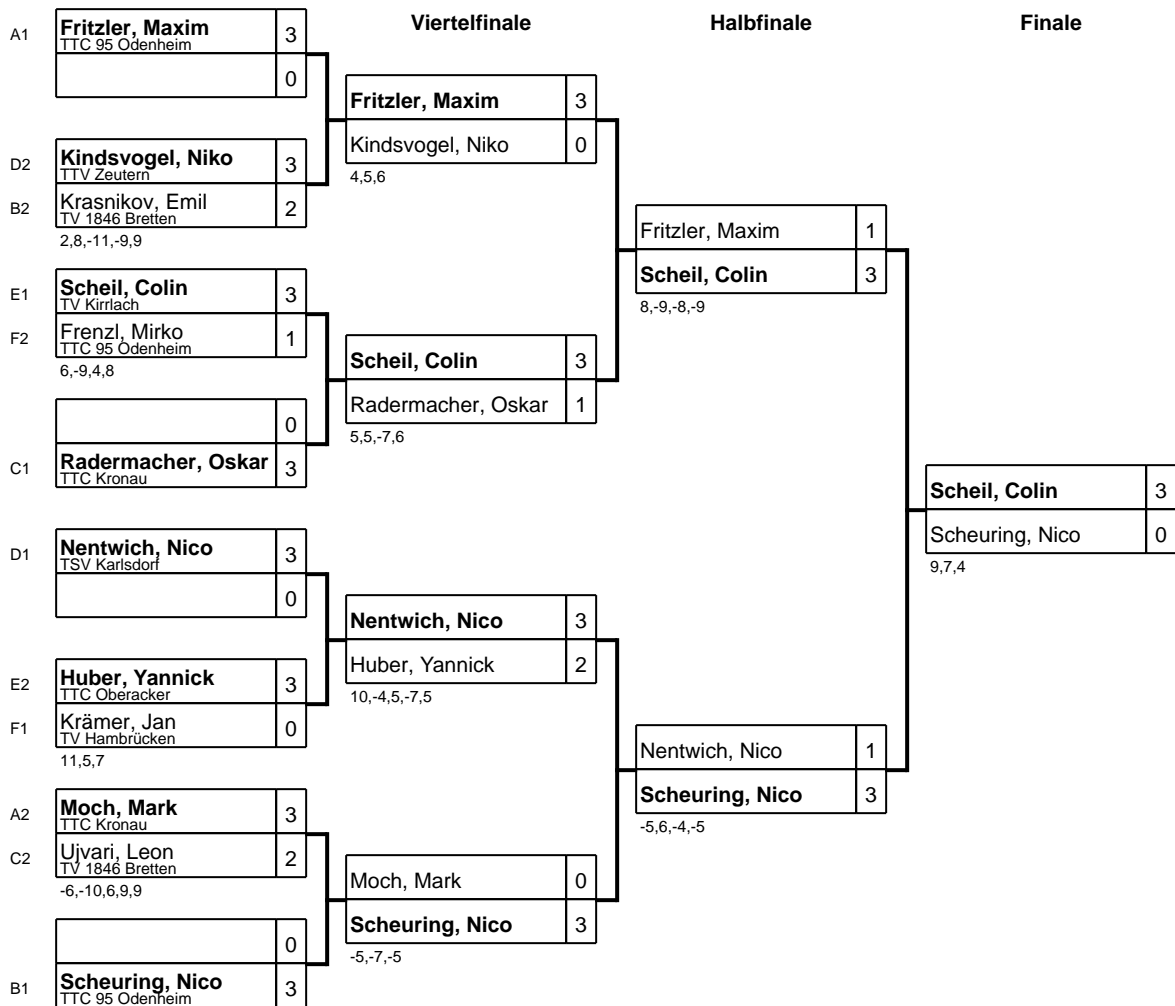 Viertelfinale
Halbfinale
Finale
A1 Fritzler, Maxim 3
TTC 95 Odenheim
0
D2 Kindsvogel, Niko 3
TTV Zeutern
B2 Krasnikov, Emil 2
TV 1846 Bretten
2,8,-11,-9,9
E1 Scheil, Colin 3
TV Kirrlach
F2 Frenzl, Mirko 1
TTC 95 Odenheim
6,-9,4,8
0
C1 Radermacher, Oskar 3
TTC Kronau
D1 Nentwich, Nico 3
TSV Karlsdorf
0
E2 Huber, Yannick 3
TTC Oberacker
F1 Krämer, Jan 0
TV Hambrücken
11,5,7
A2 Moch, Mark 3
TTC Kronau
C2 Ujvari, Leon 2
TV 1846 Bretten
-6,-10,6,9,9
0
B1 Scheuring, Nico 3
TTC 95 Odenheim
Fritzler, Maxim 3
Kindsvogel, Niko 0
4,5,6
Scheil, Colin 3
Radermacher, Oskar 1
5,5,-7,6
Nentwich, Nico 3
Huber, Yannick 2
10,-4,5,-7,5
Moch, Mark 0
Scheuring, Nico 3
-5,-7,-5
Fritzler, Maxim 1
Scheil, Colin 3
8,-9,-8,-9
Nentwich, Nico 1
Scheuring, Nico 3
-5,6,-4,-5
Scheil, Colin 3
Scheuring, Nico 0
9,7,4